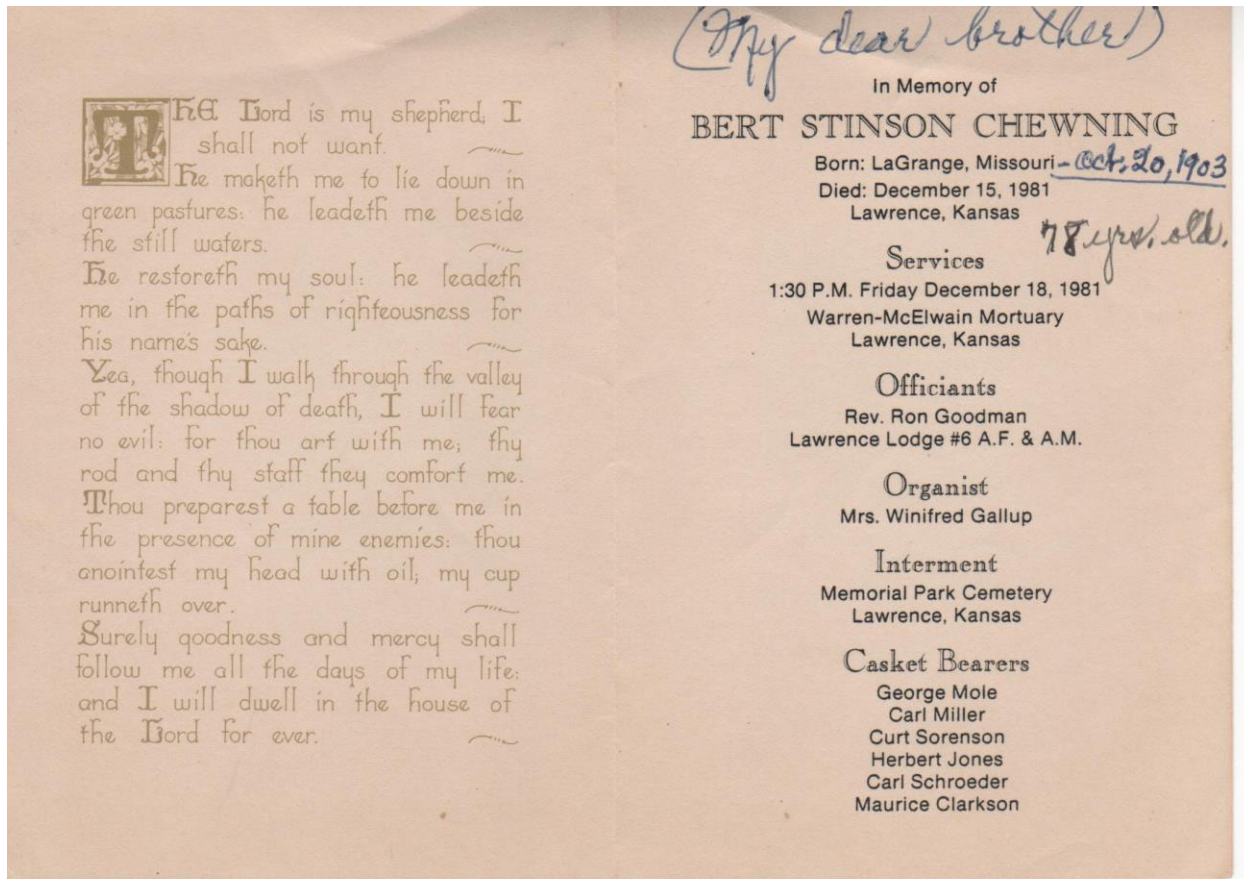 THE Lord is my shepherd; I
shall not want.
He maketh me to lie down in
green pastures: he leadeth me beside
the still waters.
He restoreth my soul: he leadeth
me in the paths of righteousness for
his name's sake.
Yea, though I walk through the valley
of the shadow of death, I will fear
no evil: for thou art with me; thy
rod and thy staff they comfort me.
Thou preparest a table before me in
the presence of mine enemies: thou
anointest my head with oil; my cup
runneth over.
Surely goodness and mercy shall
follow me all the days of my life:
and I will dwell in the house of
the Lord for ever.
(My dear brother)
In Memory of
BERT STINSON CHEWNING
Born: LaGrange, Missouri - Oct. 20, 1903
Died: December 15, 1981
Lawrence, Kansas
78 yrs. old.
Services
1:30 P.M. Friday December 18, 1981
Warren-McElwain Mortuary
Lawrence, Kansas
Officiants
Rev. Ron Goodman
Lawrence Lodge #6 A.F. & A.M.
Organist
Mrs. Winifred Gallup
Interment
Memorial Park Cemetery
Lawrence, Kansas
Casket Bearers
George Mole
Carl Miller
Curt Sorenson
Herbert Jones
Carl Schroeder
Maurice Clarkson